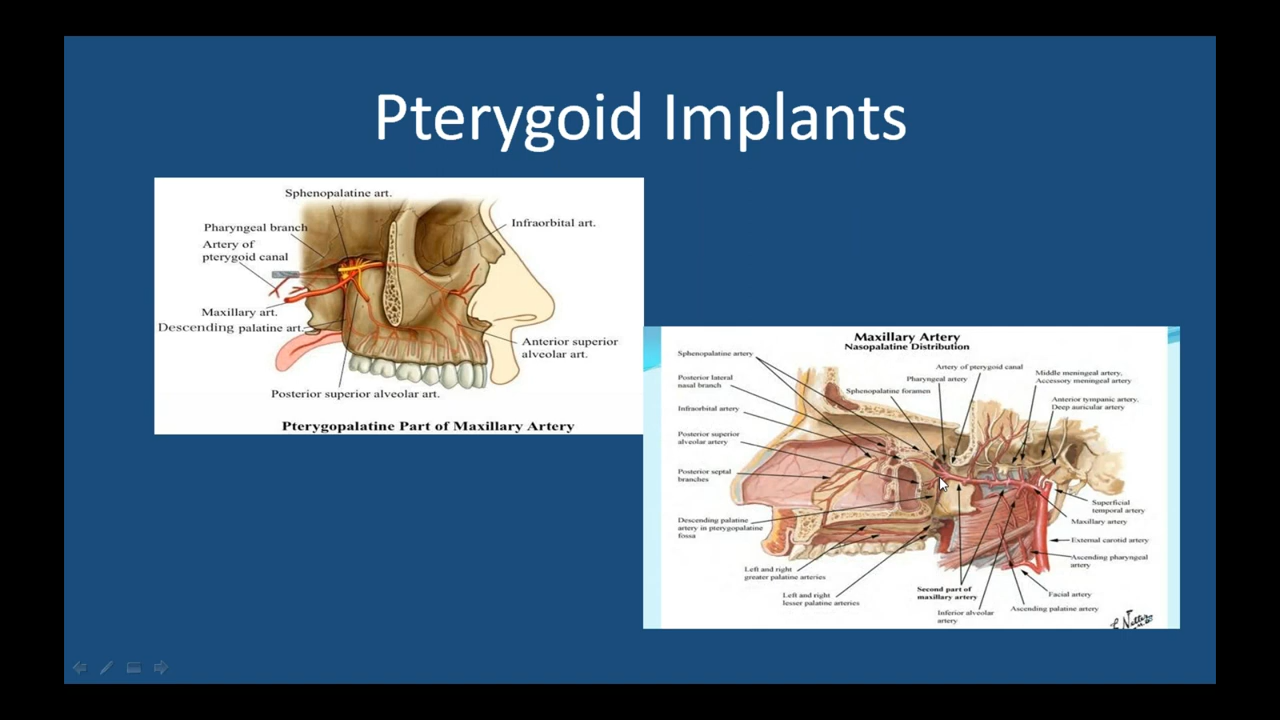 Pterygoid Implants
Sphenopalatine art.
Pharyngeal branch
Artery of
pterygoid canal
Infraorbital art.
Maxillary art.
Descending palatine art.
Anterior superior
alveolar art.
Posterior superior alveolar art.
Pterygopalatine Part of Maxillary Artery
Maxillary Artery
Nasopalatine Distribution
Sphenopalatine artery
Posterior lateral
nasal branch
Infraorbital artery
Posterior superior
alveolar artery
Posterior septal
branches
Descending palatine
artery in pterygopalatine
fossa
Left and right
greater palatine arteries
Left and right
lesser palatine arteries
Sphenopalatine foramen
Pharyngeal artery
Artery of pterygoid canal
Middle meningeal artery,
Accessory meningeal artery
Anterior tympanic artery,
Deep auricular artery
Superficial
temporal artery
Maxillary artery
External carotid artery
Ascending pharyngeal
artery
Facial artery
Ascending palatine artery
Second part of
maxillary artery
Inferior alveolar
artery